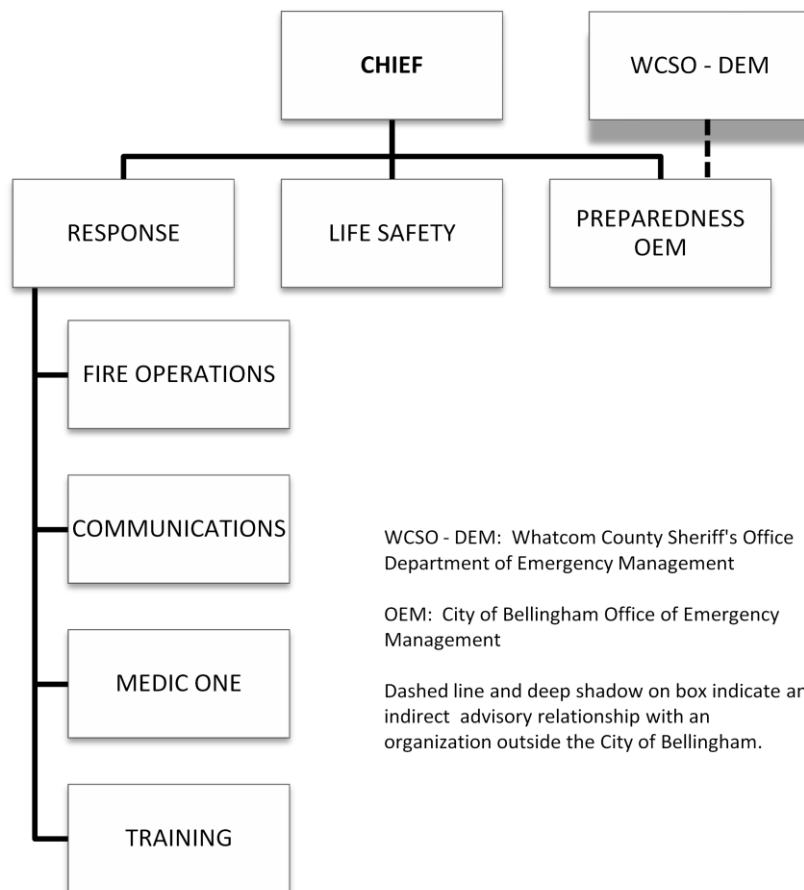 CHIEF
WCSO - DEM
RESPONSE
LIFE SAFETY
PREPAREDNESS
OEM
FIRE OPERATIONS
COMMUNICATIONS
MEDIC ONE
TRAINING
WCSO - DEM:  Whatcom County Sheriff's Office
Department of Emergency Management
OEM:  City of Bellingham Office of Emergency
Management
Dashed line and deep shadow on box indicate an
indirect  advisory relationship with an
organization outside the City of Bellingham.